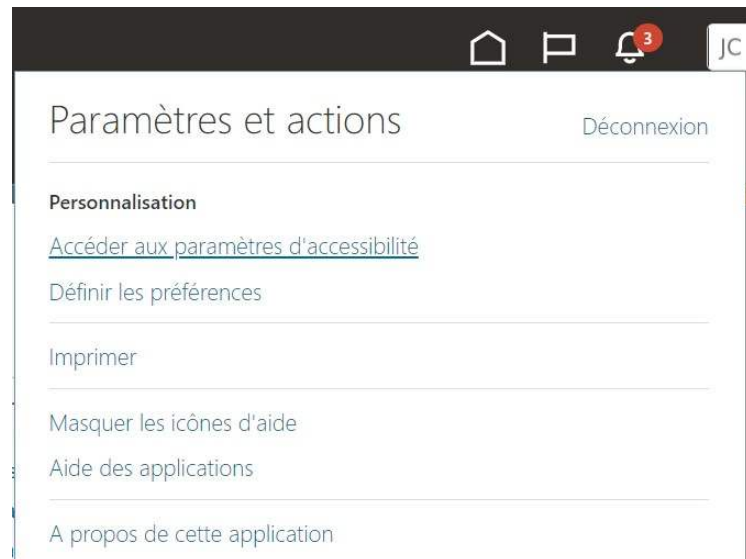 3
JC
Paramètres et actions
Déconnexion
Personnalisation
Accéder aux paramètres d'accessibilité
Définir les préférences
Imprimer
Masquer les icônes d'aide
Aide des applications
A propos de cette application